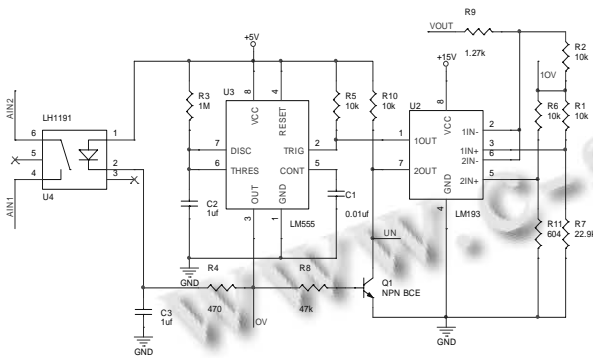 VOUT
R9
1.27k
+5V
+15V
R2
10k
10V
AIN2
LH1191
6
1
5
4
2
3
U4
AIN1
R3
1M
U3
8
4
VCC
RESET
7
DISC
TRIG
2
6
THRES
CONT
5
OUT
GND
3
1
LM555
C2
1uf
GND
C1
0.01uf
R5
10k
R10
10k
U2
8
VCC
1
1OUT
1IN-
2
1IN+
3
2IN-
6
7
2OUT
2IN+
5
GND
4
LM193
R6
10k
R1
10k
R11
604
R7
22.9k
UN
R4
470
R8
47k
OV
Q1
NPN BCE
C3
1uf
GND
GND
www.c-